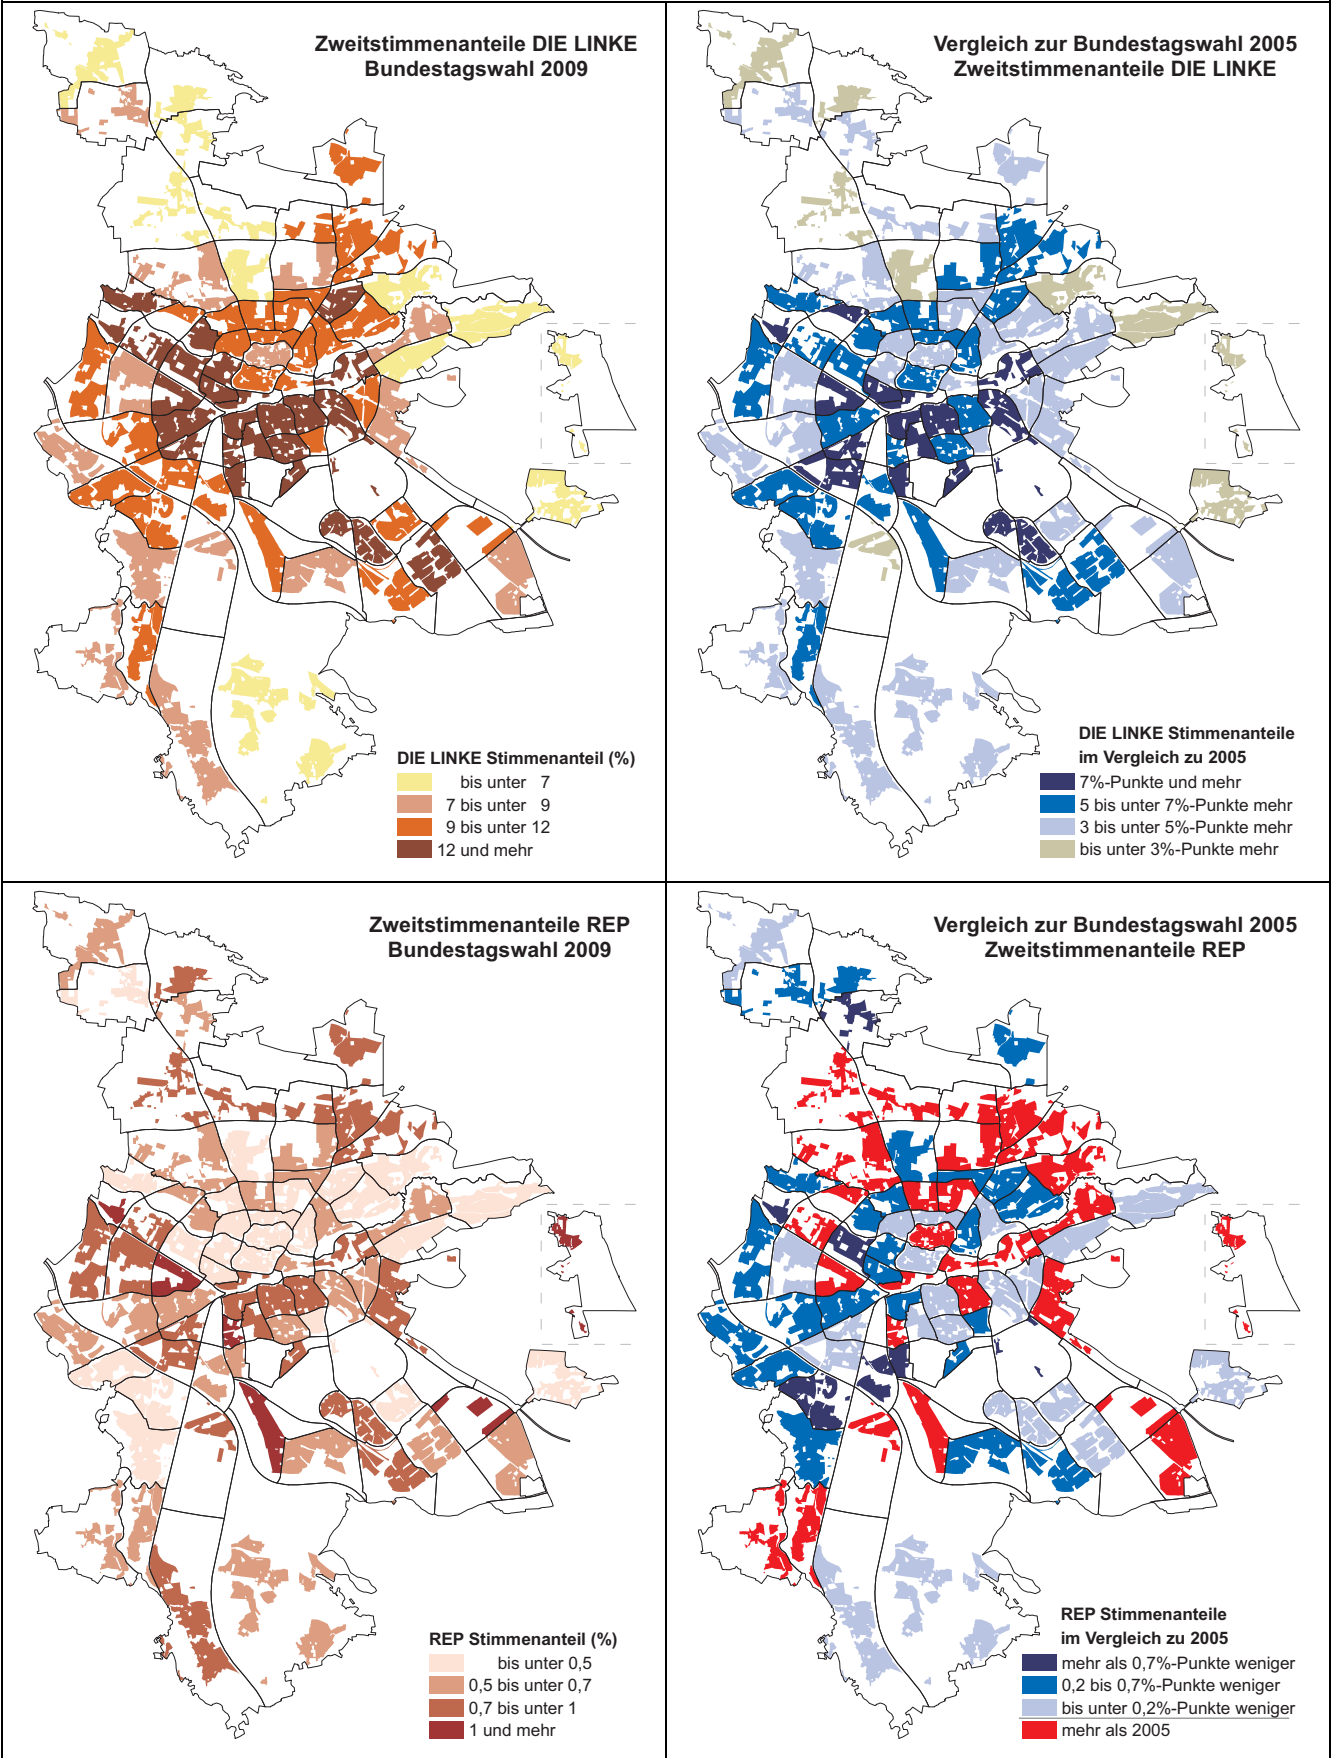 Zweitstimmenanteile DIE LINKE
Bundestagswahl 2009
DIE LINKE Stimmenanteil (%)
bis unter 7
7 bis unter 9
9 bis unter 12
12 und mehr
Vergleich zur Bundestagswahl 2005
Zweitstimmenanteile DIE LINKE
DIE LINKE Stimmenanteile
im Vergleich zu 2005
7%-Punkte und mehr
5 bis unter 7%-Punkte mehr
3 bis unter 5%-Punkte mehr
bis unter 3%-Punkte mehr
Zweitstimmenanteile REP
Bundestagswahl 2009
REP Stimmenanteil (%)
bis unter 0,5
0,5 bis unter 0,7
0,7 bis unter 1
1 und mehr
Vergleich zur Bundestagswahl 2005
Zweitstimmenanteile REP
REP Stimmenanteile
im Vergleich zu 2005
mehr als 0,7%-Punkte weniger
0,2 bis 0,7%-Punkte weniger
bis unter 0,2%-Punkte weniger
mehr als 2005